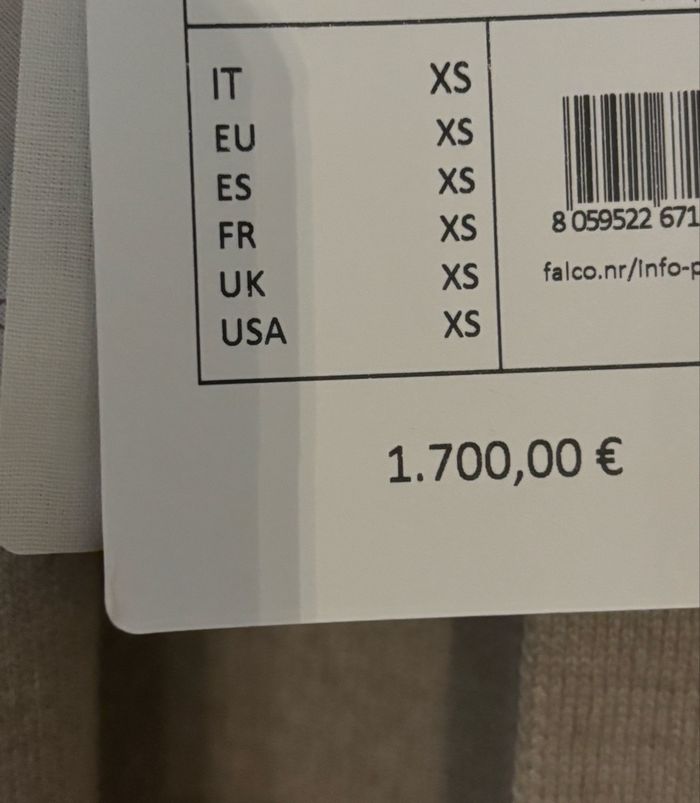 IT XS
EU XS
ES XS
FR XS
UK XS
USA XS
8 059522 671
falco.nr/info-p
1.700,00 €